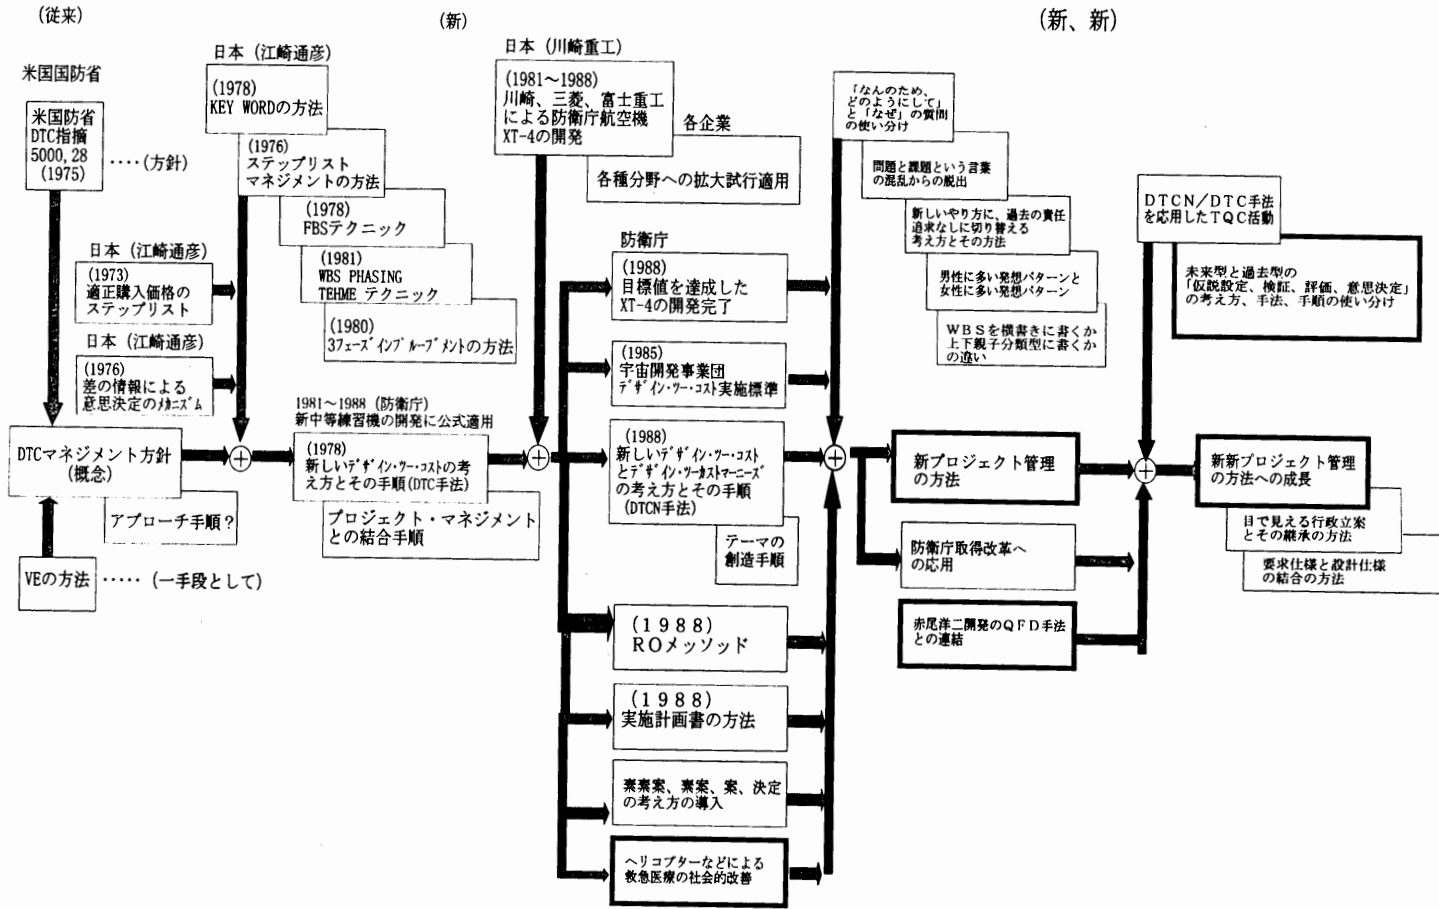 (従来)
(新)
(新、新)
米国国防省
米国防省
DTC指摘
5000,28
(1975)
‥‥(方針)
日本(江崎通彦)
(1978)
KEY WORDの方法
(1976)
ステップリスト
マネジメントの方法
(1978)
FBSテクニック
(1981)
WBS PHASING
TEHME テクニック
(1980)
3フェーズインプルーブメントの方法
日本(江崎通彦)
(1973)
適正購入価格の
ステップリスト
日本(江崎通彦)
(1976)
差の情報による
意思決定のメカニズム
DTCマネジメント方針
(概念)
アプローチ手順?
VEの方法
‥‥‥(一手段として)
+
1981~1988(防衛庁)
新中等練習機の開発に公式適用
(1978)
新しいデザイン・ツー・コストの考
え方とその手順(DTC手法)
プロジェクト・マネジメント
との結合手順
日本(川崎重工)
(1981~1988)
川崎、三菱、富士重工
による防衛庁航空機
XT-4の開発
各企業
各種分野への拡大試行適用
+
防衛庁
(1988)
目標値を達成した
XT-4の開発完了
(1985)
宇宙開発事業団
デザイン・ツー・コスト実施標準
(1988)
新しいデザイン・ツー・コスト
とデザイン・ツーカストマーニーズ
の考え方とその手順
(DTCN手法)
テーマの
創造手順
(1988)
ROメッソッド
(1988)
実施計画書の方法
素素案、素案、案、決定
の考え方の導入
ヘリコプターなどによる
救急医療の社会的改善
「なんのため、
どのようにして」
と「なぜ」の質問
の使い分け
問題と課題という言葉
の混乱からの脱出
新しいやり方に、過去の責任
追求なしに切り替える
考え方とその方法
男性に多い発想パターンと
女性に多い発想パターン
WBSを横書きに書くか
上下親子分類型に書くか
の違い
+
新プロジェクト管理
の方法
防衛庁取得改革へ
の応用
赤尾洋二開発のQFD手法
との連結
DTCN/DTC手法
を応用したTQC活動
未来型と過去型の
「仮説設定、検証、評価、意思決定」
の考え方、手法、手順の使い分け
+
新新プロジェクト管理
の方法への成長
目で見える行政立案
とその継承の方法
要求仕様と設計仕様
の結合の方法